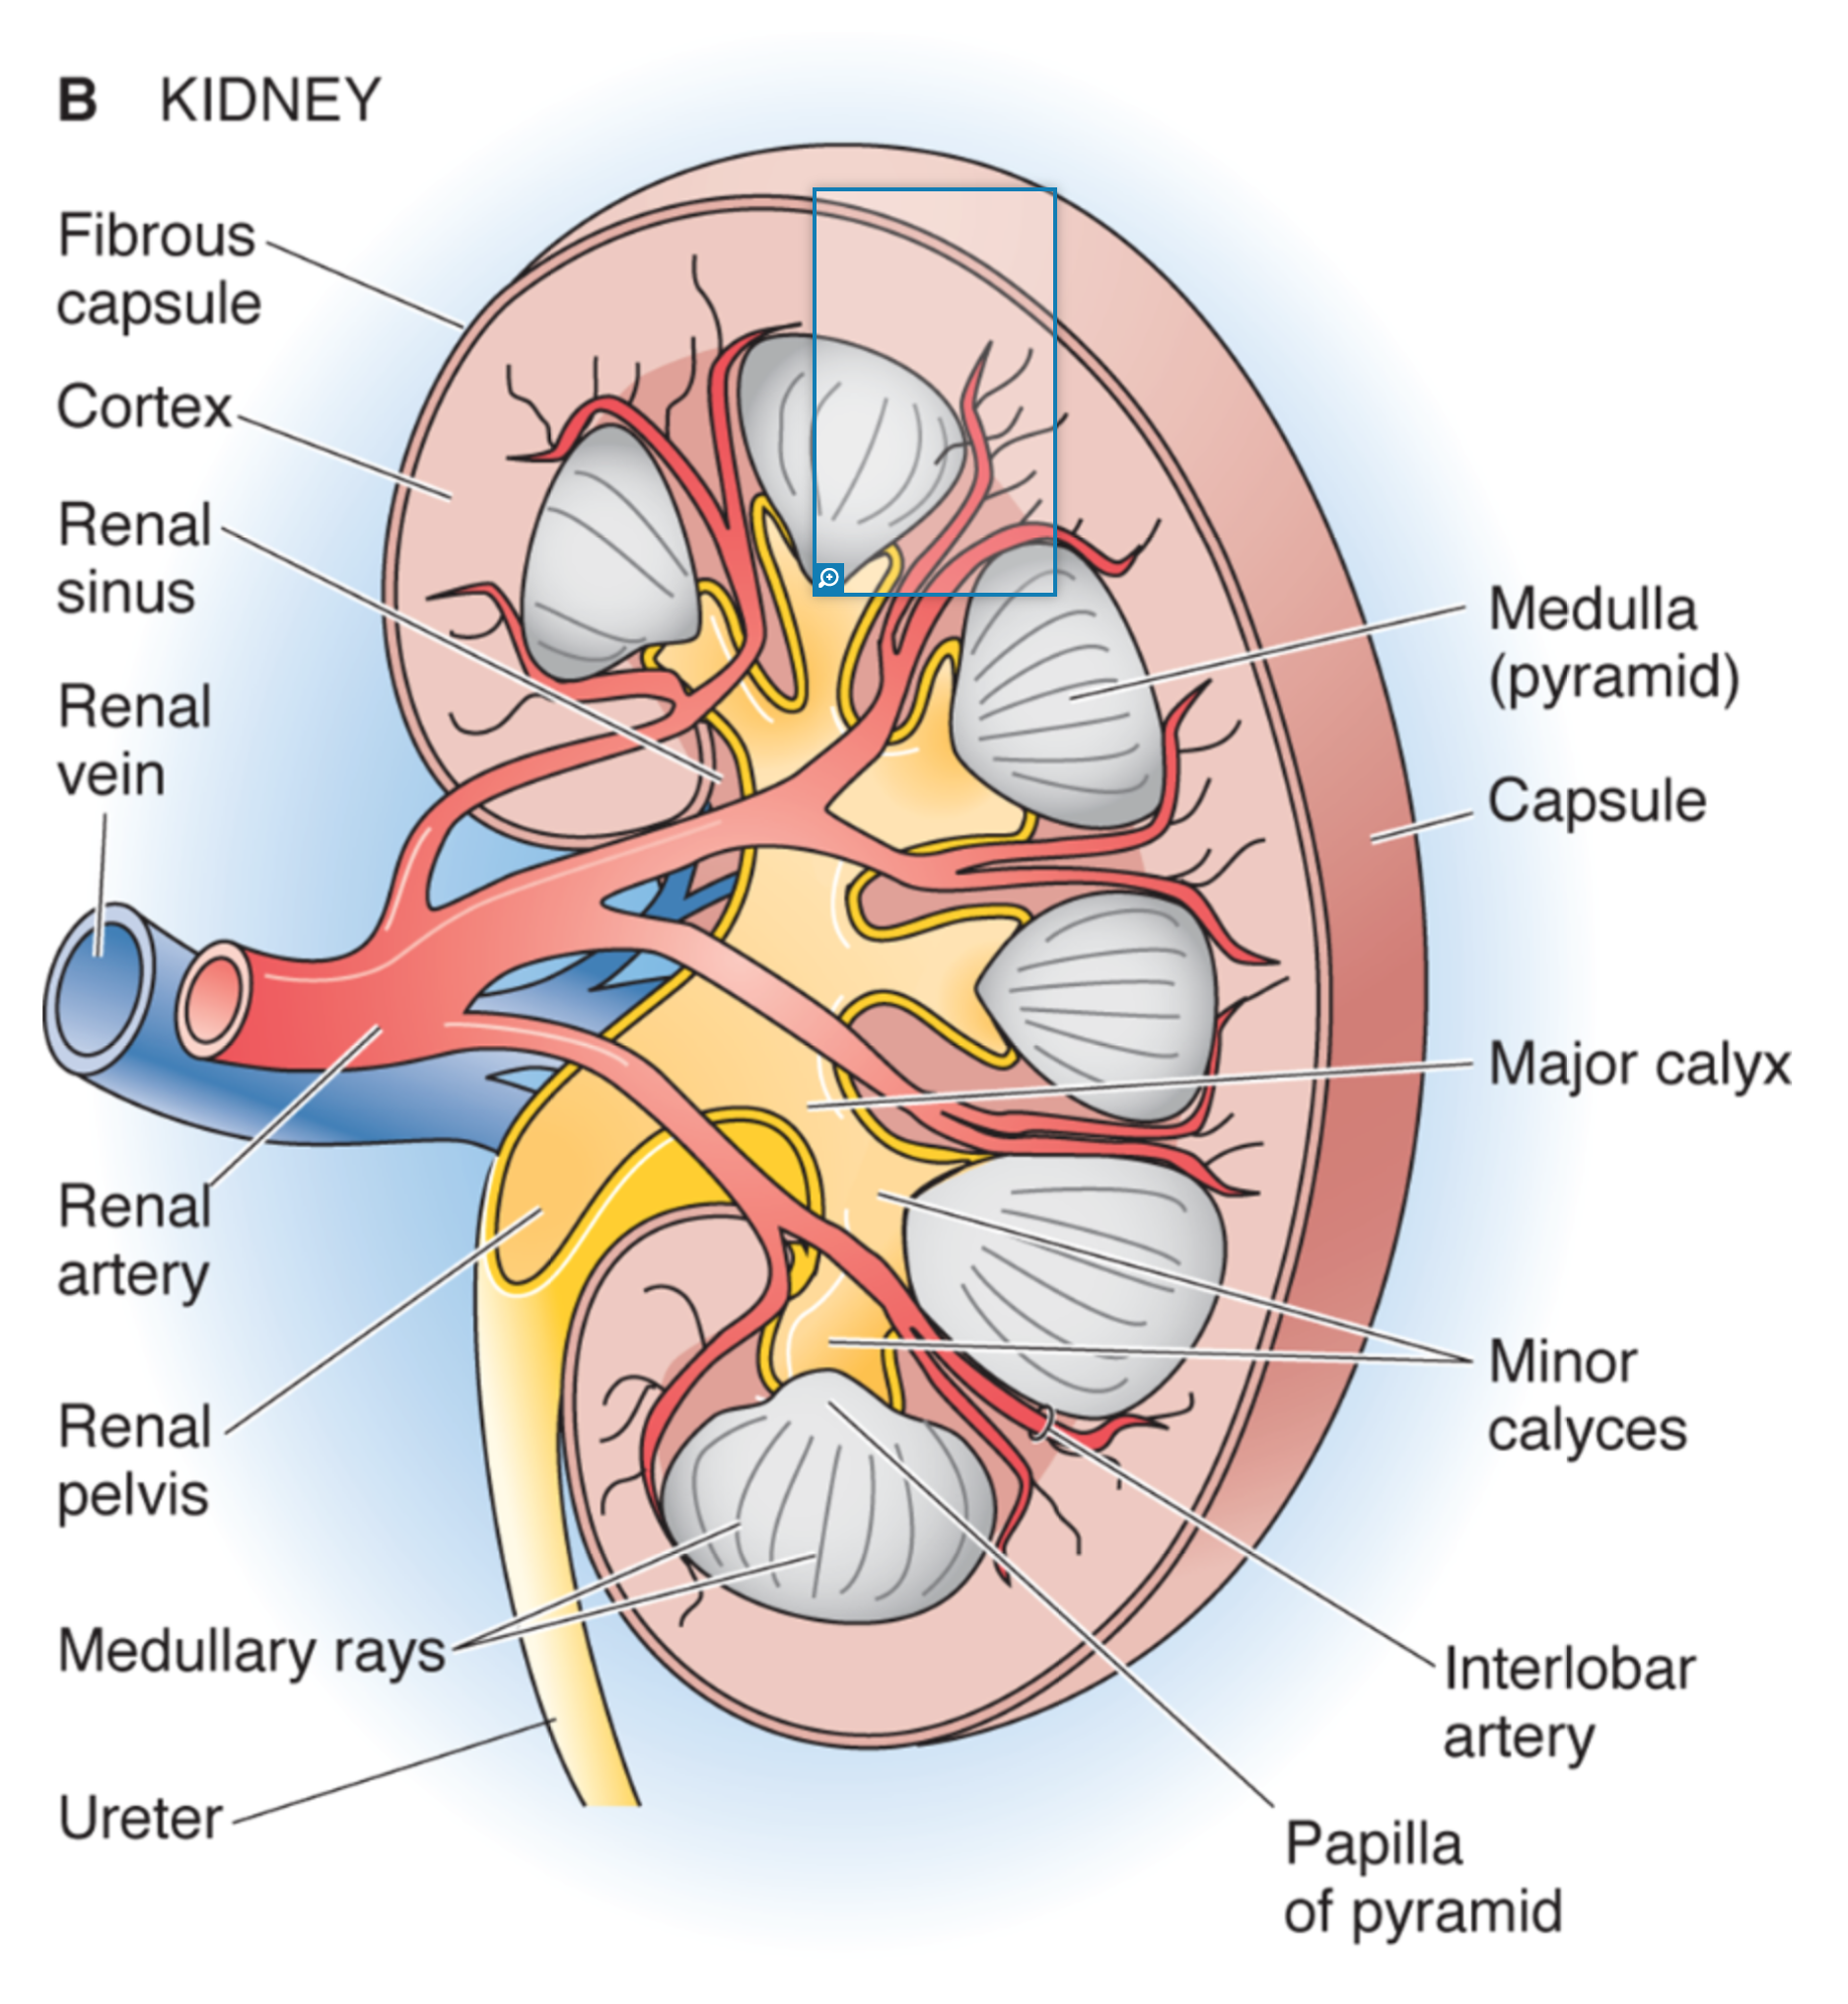 B KIDNEY
Fibrous
capsule
Cortex
Renal
sinus
Renal
vein
Renal
artery
Renal
pelvis
Medullary rays
Ureter
Medulla
(pyramid)
Capsule
Major calyx
Minor
calyces
Interlobar
artery
Papilla
of pyramid